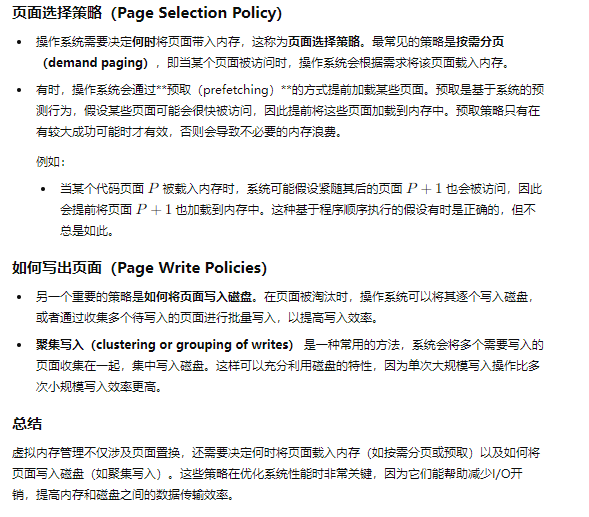 页面选择策略（Page Selection Policy）
操作系统需要决定何时将页面带入内存，这称为页面选择策略。最常见的策略是按需分页
（demand paging），即当某个页面被访问时，操作系统会根据需求将该页面载入内存。
有时，操作系统会通过**预取（prefetching）**的方式提前加载某些页面。预取是基于系统的预
测行为，假设某些页面可能会很快被访问，因此提前将这些页面加载到内存中。预取策略只有在
有较大成功可能时才有效，否则会导致不必要的内存浪费。
例如：
当某个代码页面 P 被载入内存时，系统可能假设紧随其后的页面 P + 1 也会被访问，因此
会提前将页面 P + 1 也加载到内存中。这种基于程序顺序执行的假设有时是正确的，但不
总是如此。
如何写出页面（Page Write Policies）
另一个重要的策略是如何将页面写入磁盘。在页面被淘汰时，操作系统可以将其逐个写入磁盘，
或者通过收集多个待写入的页面进行批量写入，以提高写入效率。
聚集写入（clustering or grouping of writes） 是一种常用的方法，系统会将多个需要写入的
页面收集在一起，集中写入磁盘。这样可以充分利用磁盘的特性，因为单次大规模写入操作比多
次小规模写入效率更高。
总结
虚拟内存管理不仅涉及页面置换，还需要决定何时将页面载入内存（如按需分页或预取）以及如何将
页面写入磁盘（如聚集写入）。这些策略在优化系统性能时非常关键，因为它们能帮助减少I/O开
销，提高内存和磁盘之间的数据传输效率。